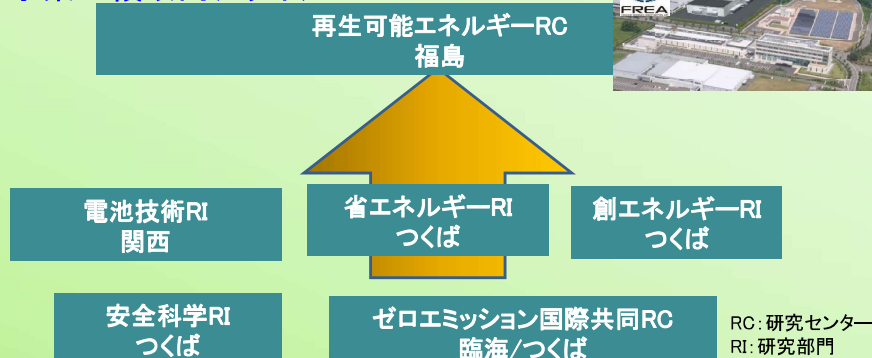 再生可能エネルギーRC
福島
FREA
電池技術RI
関西
省エネルギーRI
つくば
創エネルギーRI
つくば
安全科学RI
つくば
ゼロエミッション国際共同RC
臨海/つくば
RC:研究センター
RI:研究部門